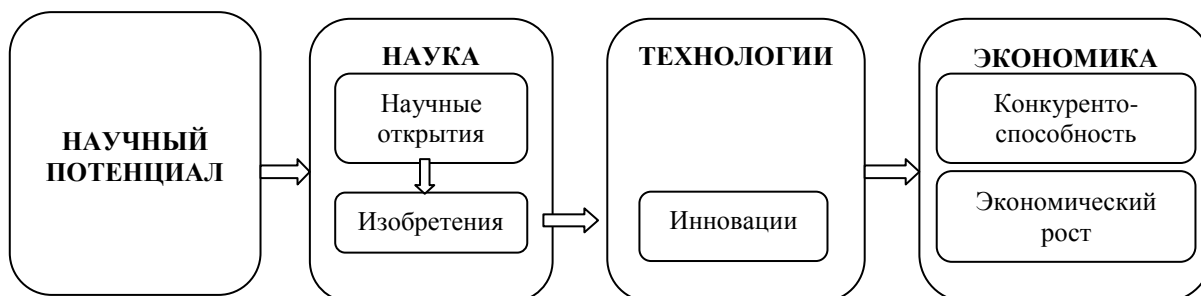 НАУЧНЫЙ
ПОТЕНЦИАЛ
НАУКА
Научные
открытия
Изобретения
ТЕХНОЛОГИИ
Инновации
ЭКОНОМИКА
Конкуренто-
способность
Экономический
рост